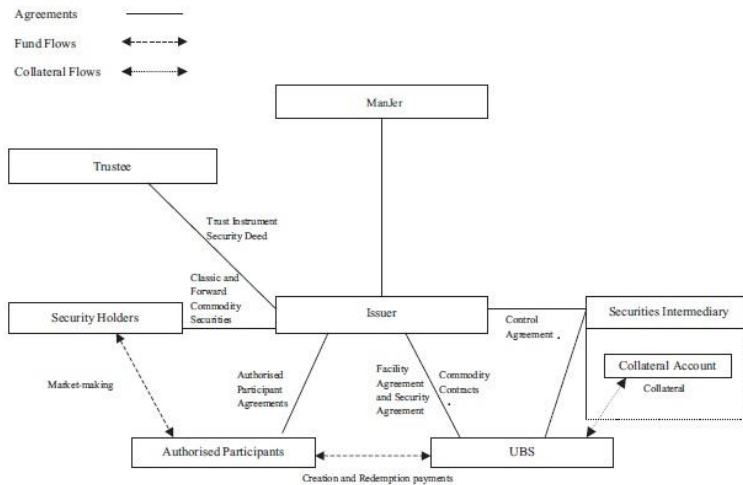 Agreements
Fund Flows
Collateral Flows
ManJer
Trustee
Trust Instrument
Security Deed
Classic and
Forward
Commodity
Securities
Security Holders
Issuer
Securities Intermediary
Control
Agreement .
Collateral Account
Collateral
Market-making
Authorised
Participant
Agreements
Facility
Agreement
and Security
Agreement
Commodity
Contracts
.
Authorised Participants
UBS
Creation and Redemption payments